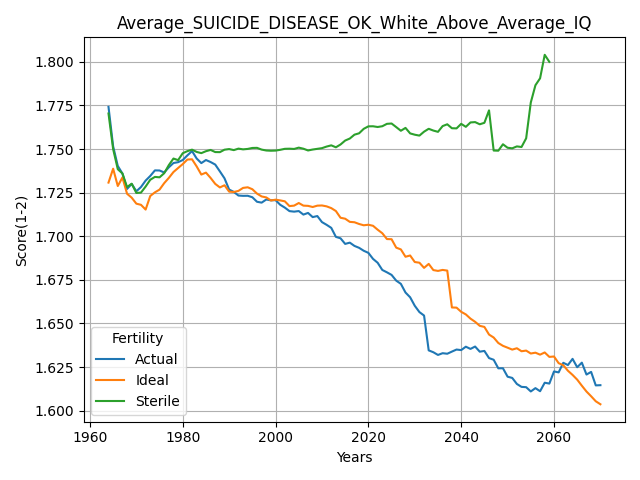 Average_SUICIDE_DISEASE_OK_White_Above_Average_IQ
Score(1-2)
1.800
1.775
1.750
1.725
1.700
1.675
1.650
1.625
1.600
Fertility
Actual
Ideal
Sterile
1960
1980
2000
2020
2040
2060
Years